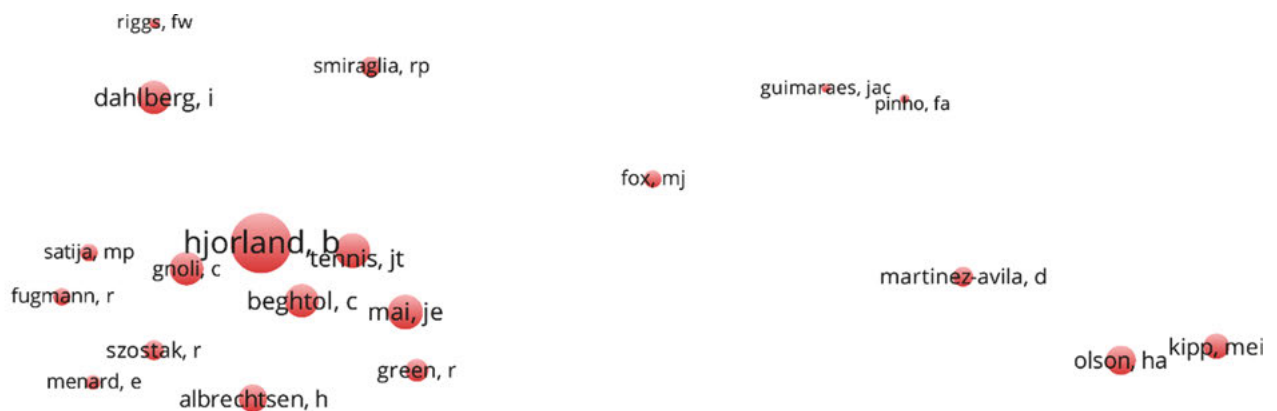 riggs, fw
smiraglia, rp
dahlberg, i
guimaraes, jac
pinho, fa
fox, mj
hjorland, b
tennis, jt
satija, mp
gnoli, c
martinez-avila, d
fugmann, r
beghtol, c
mai, je
szostak, r
kipp, mei
olson, ha
green, r
menard, e
albrechtsen, h